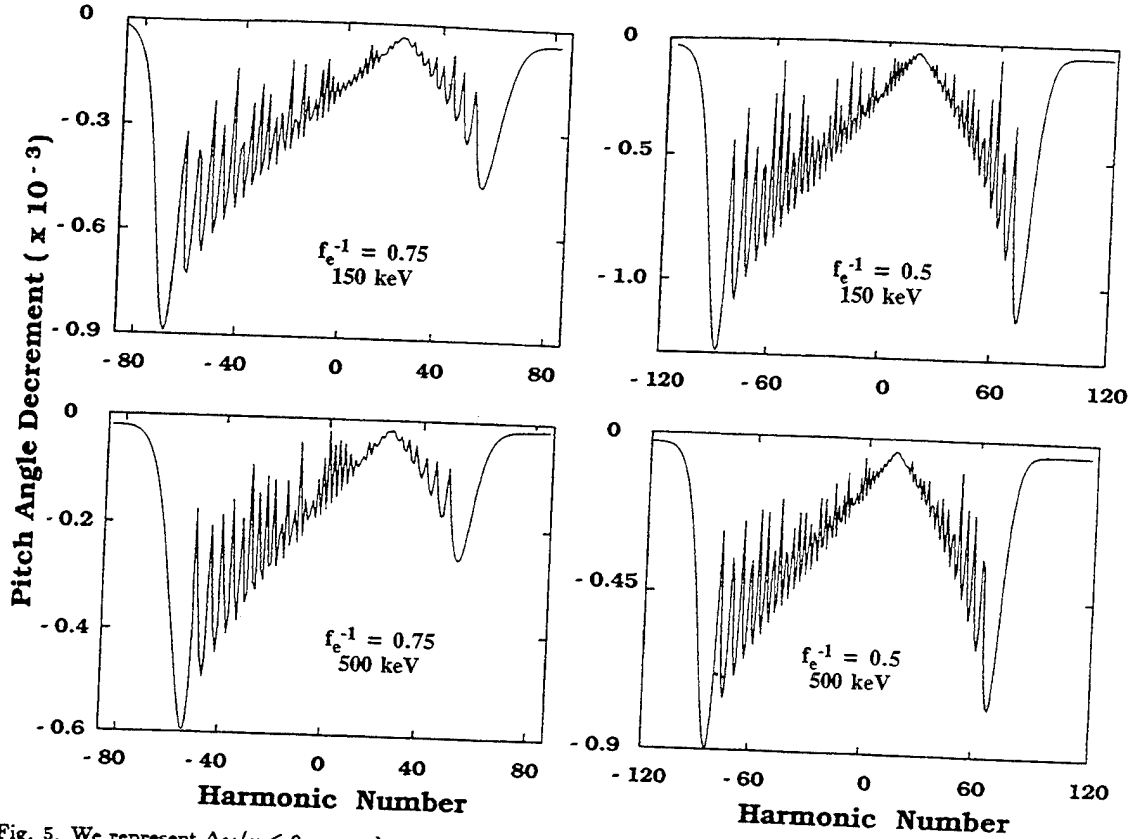 Pitch Angle Decrement ( x 10 - 3 )
0
- 0.3
- 0.6
- 0.9
f_e^-1 = 0.75
150 keV
- 80 - 40 0 40 80
0
- 0.5
- 1.0
f_e^-1 = 0.5
150 keV
- 120 - 60 0 60 120
0
- 0.2
- 0.4
- 0.6
f_e^-1 = 0.75
500 keV
- 80 - 40 0 40 80
Harmonic Number
0
- 0.45
- 0.9
f_e^-1 = 0.5
500 keV
- 120 - 60 0 60 120
Harmonic Number
Fig. 5. We represent